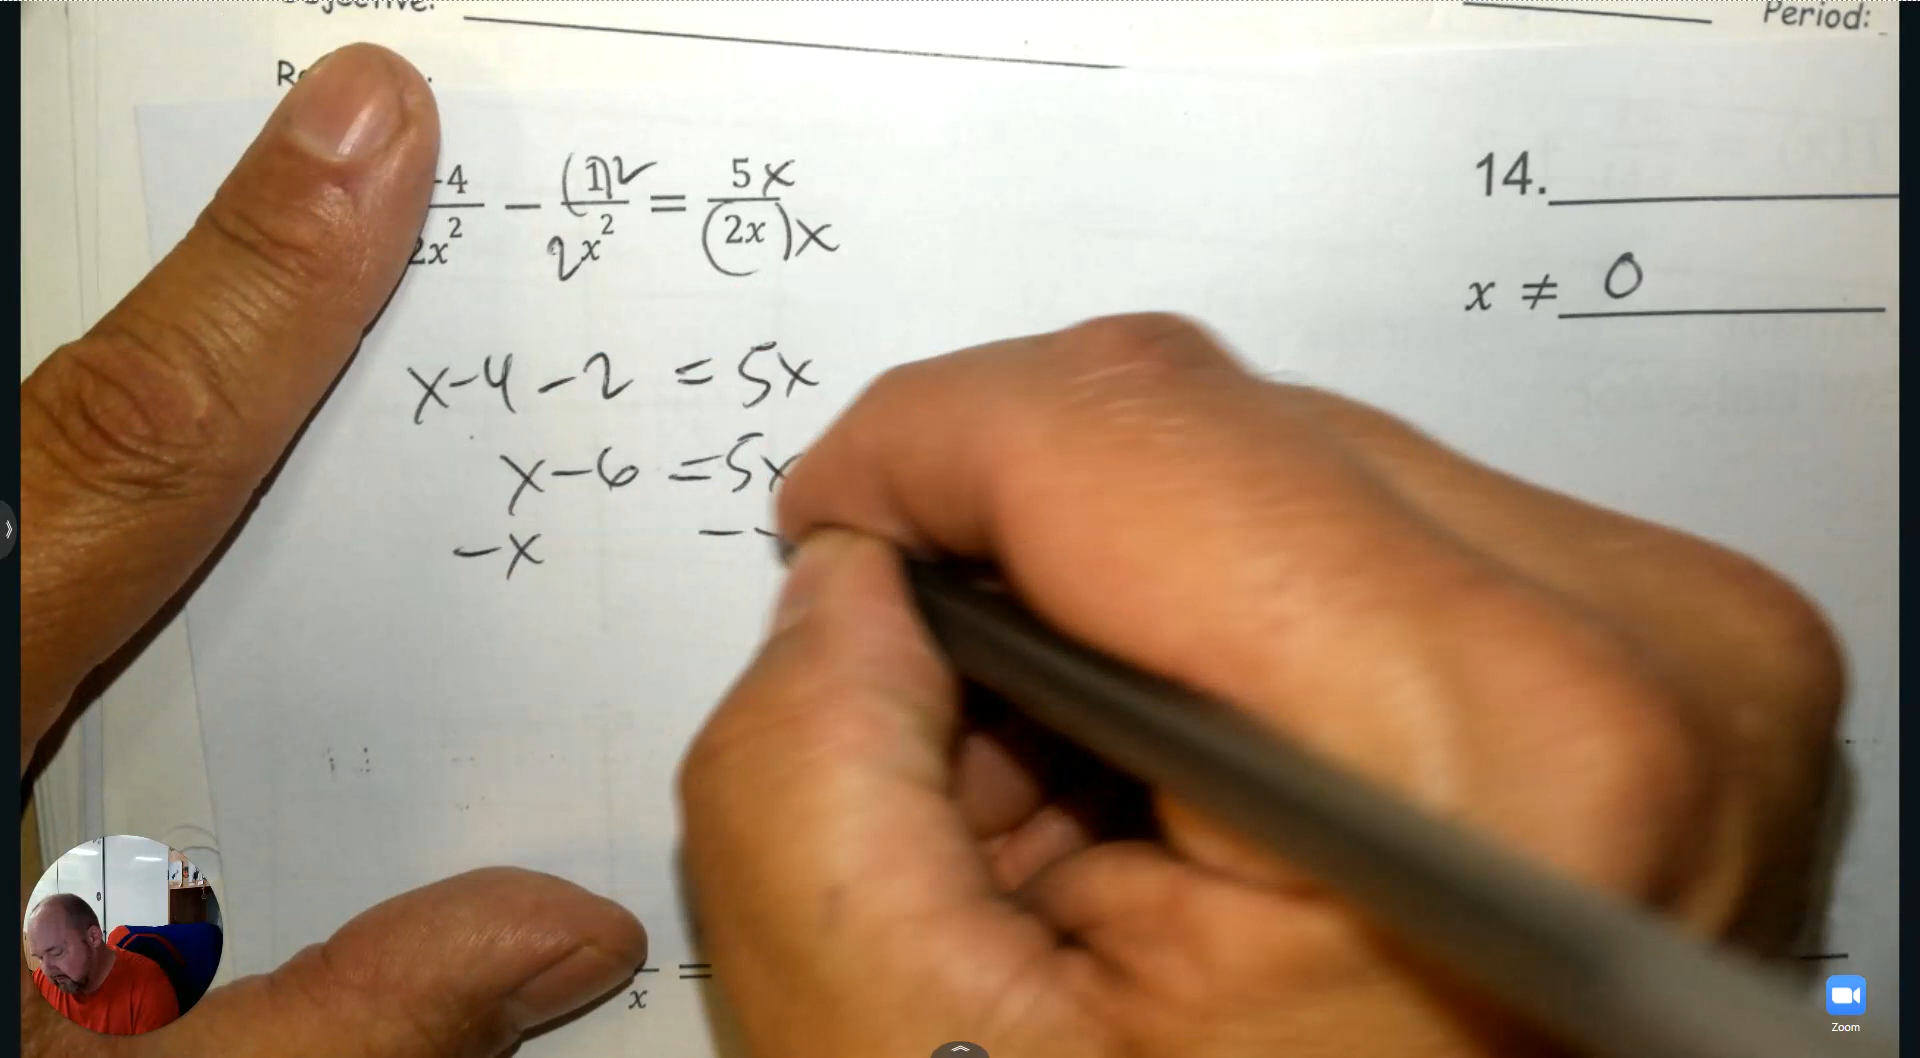 Period:
14.
-4/2x² - (1)2/2x² = 5x/(2x)x
x ≠ 0
x-4-2 = 5x
x-6 =5x
-x -
x =
Zoom